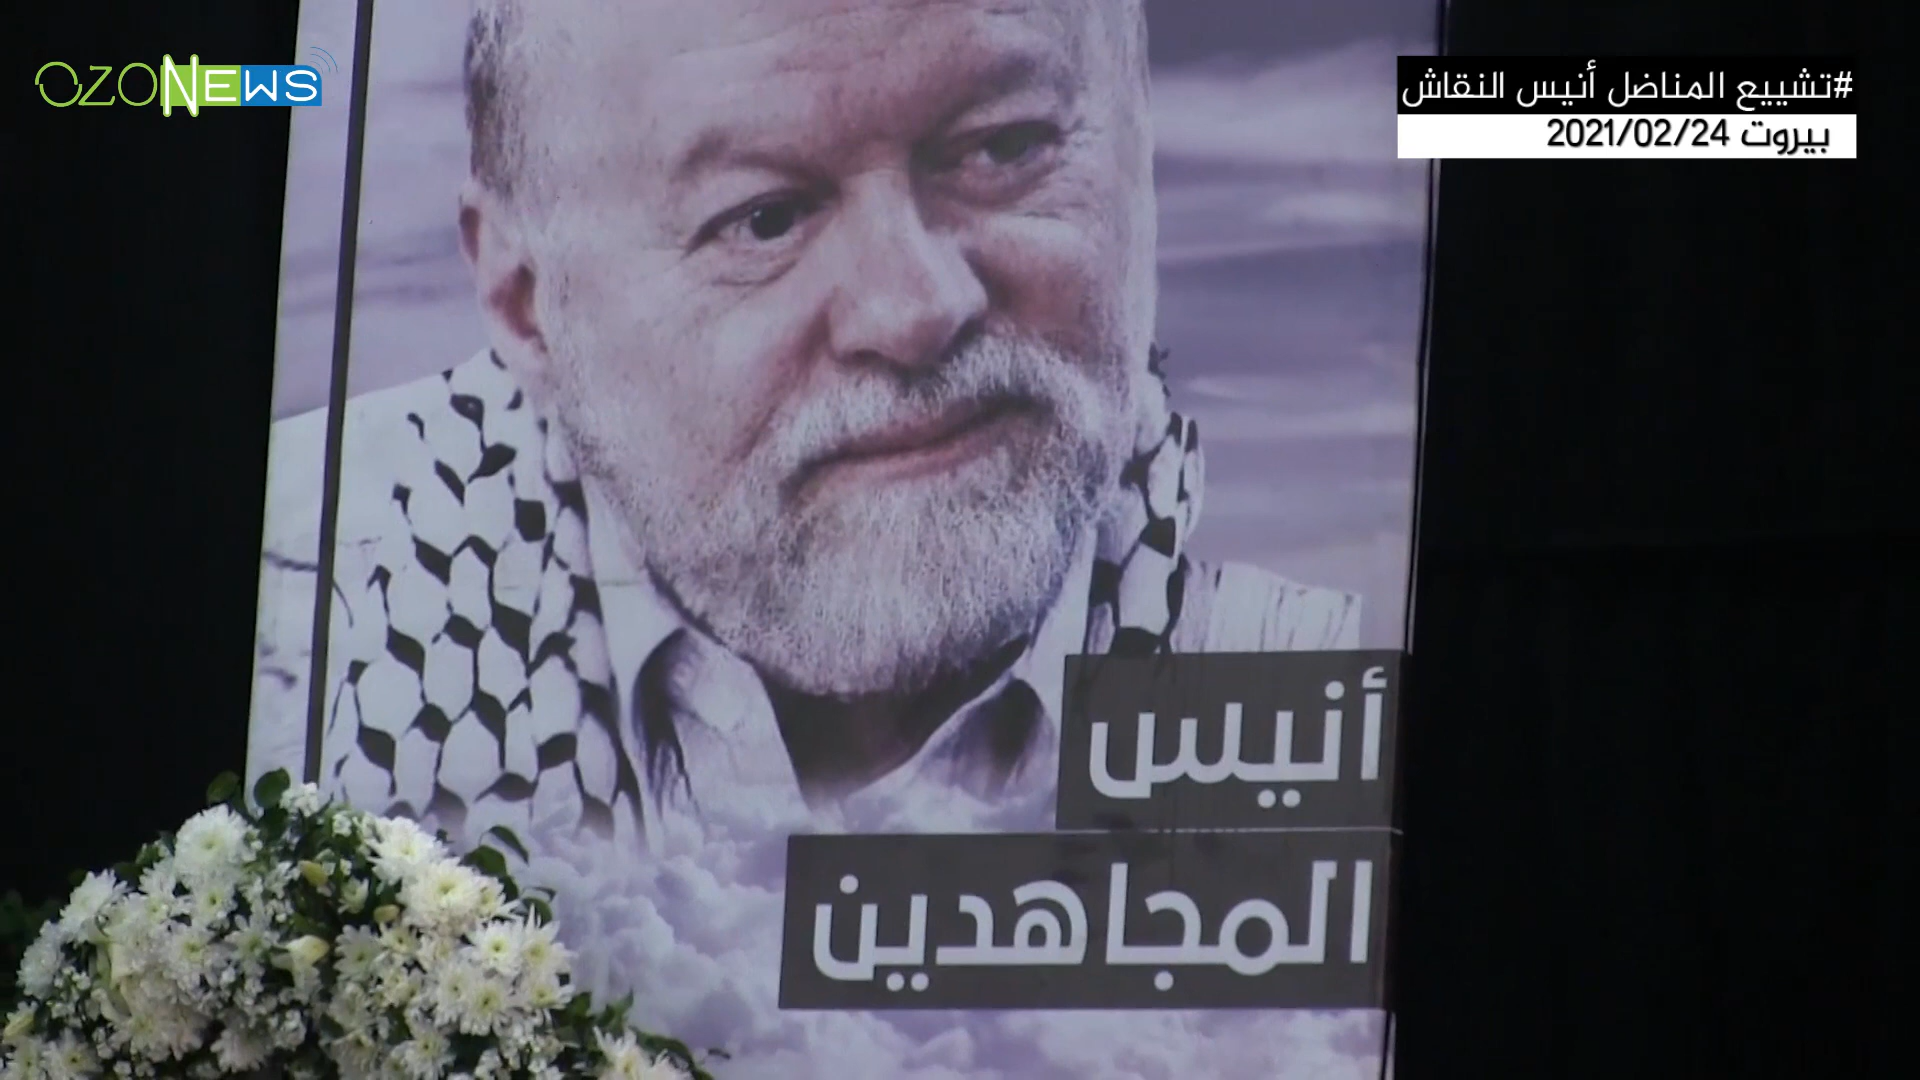 OZONEWS
#تشييع المناضل أنيس النقاش
بيروت 2021/02/24
أنيس
المجاهدين